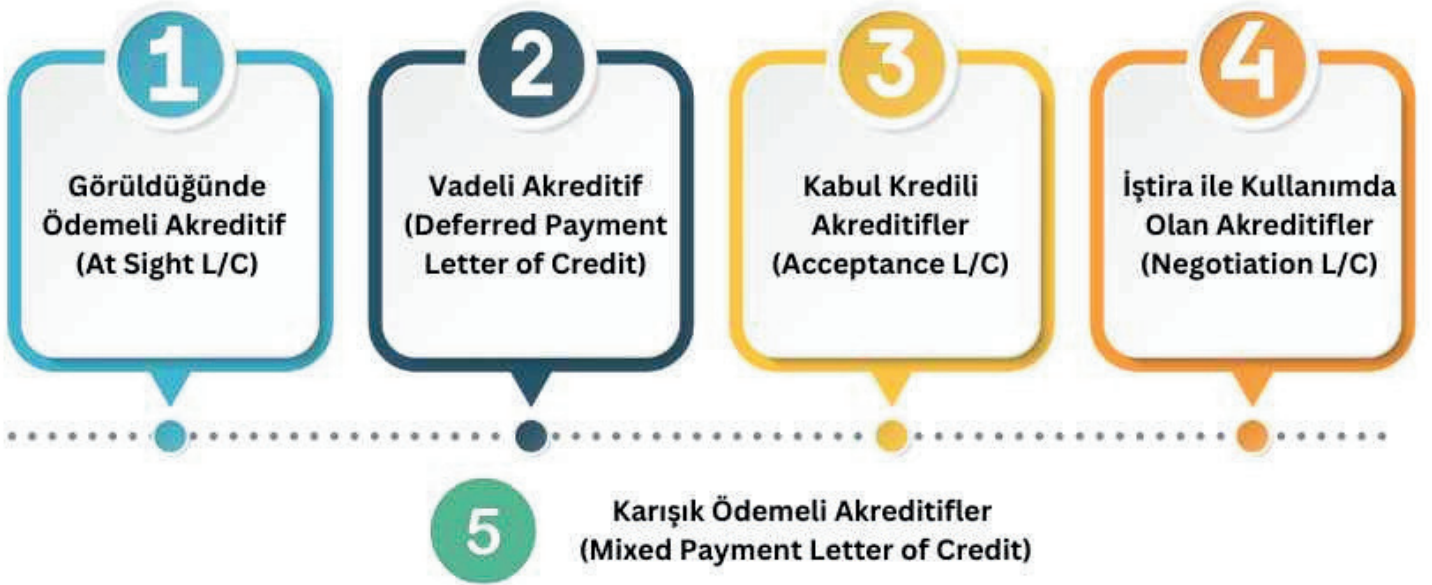 1
Görüldüğünde
Ödemeli Akreditif
(At Sight L/C)
2
Vadeli Akreditif
(Deferred Payment
Letter of Credit)
3
Kabul Kredili
Akreditifler
(Acceptance L/C)
4
İştira ile Kullanımda
Olan Akreditifler
(Negotiation L/C)
5
Karışık Ödemeli Akreditifler
(Mixed Payment Letter of Credit)